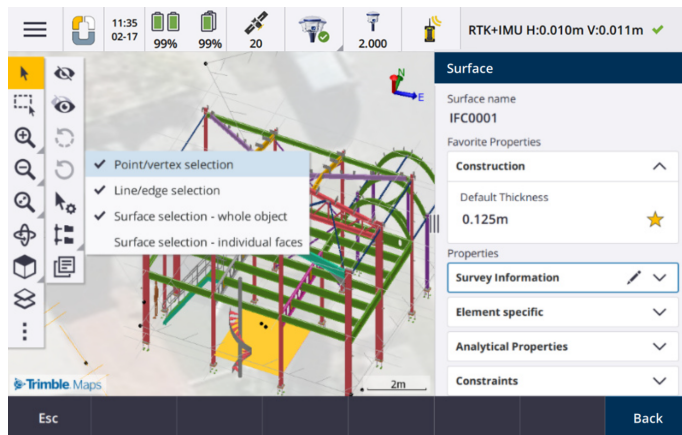 11:35
02-17
99%
99%
20
2.000
RTK+IMU H:0.010m V:0.011m
Surface
Surface name
IFC0001
Favorite Properties
Construction
Default Thickness
0.125m
Properties
Survey Information
Element specific
Analytical Properties
Constraints
N
E
Point/vertex selection
Line/edge selection
Surface selection - whole object
Surface selection - individual faces
Trimble. Maps
2m
Esc
Back